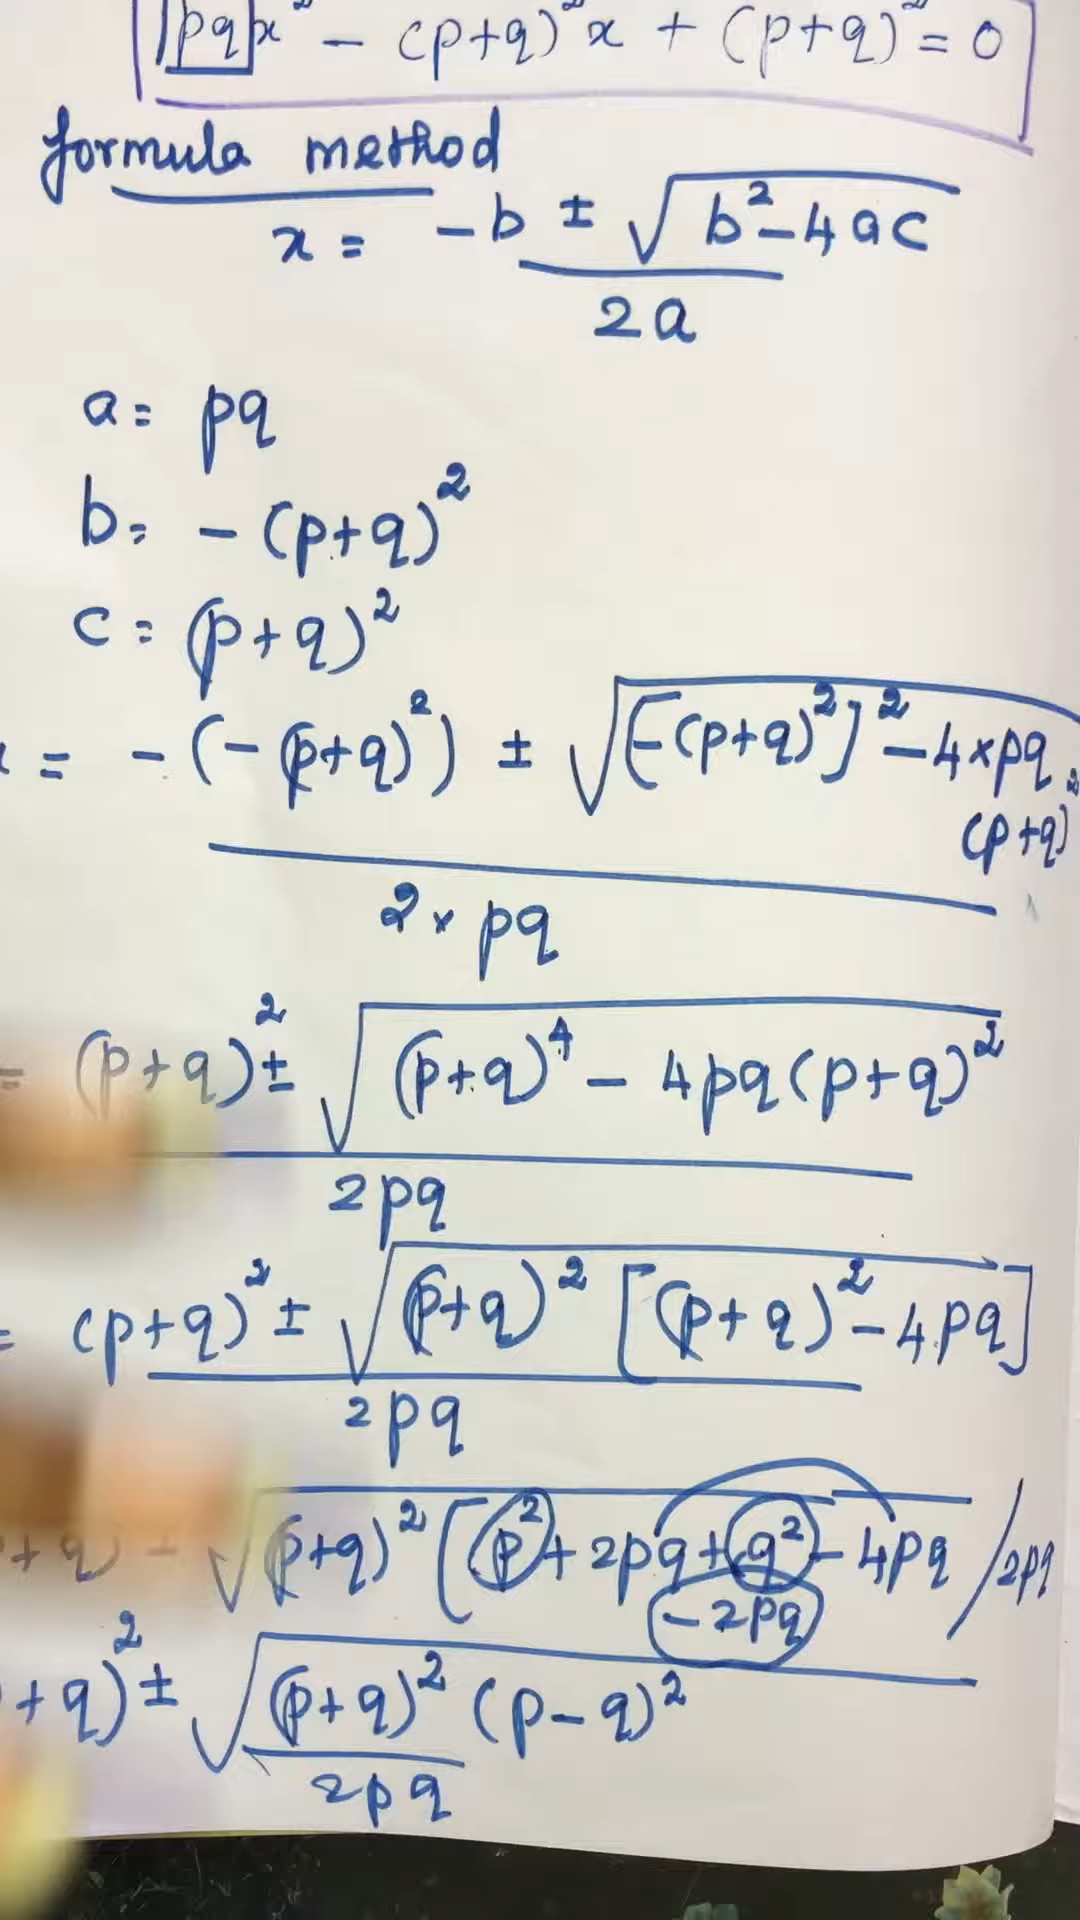 pqx² - (p+q)²x + (p+q)² = 0
formula method
x = -b ± √b²-4ac
2a
a = pq
b = -(p+q)²
c = (p+q)²
= -(-(p+q)²) ± √[-(p+q)²]² - 4×pq
(p+q)²
2×pq
= (p+q)² ± √(p+q)⁴ - 4pq(p+q)²
2pq
= (p+q)² ± √(p+q)² [(p+q)² - 4pq]
2pq
+q) √(p+q)² [p² + 2pq + q² - 4pq /2pq
-2pq
+q)² ± √(p+q)² (p-q)²
2pq